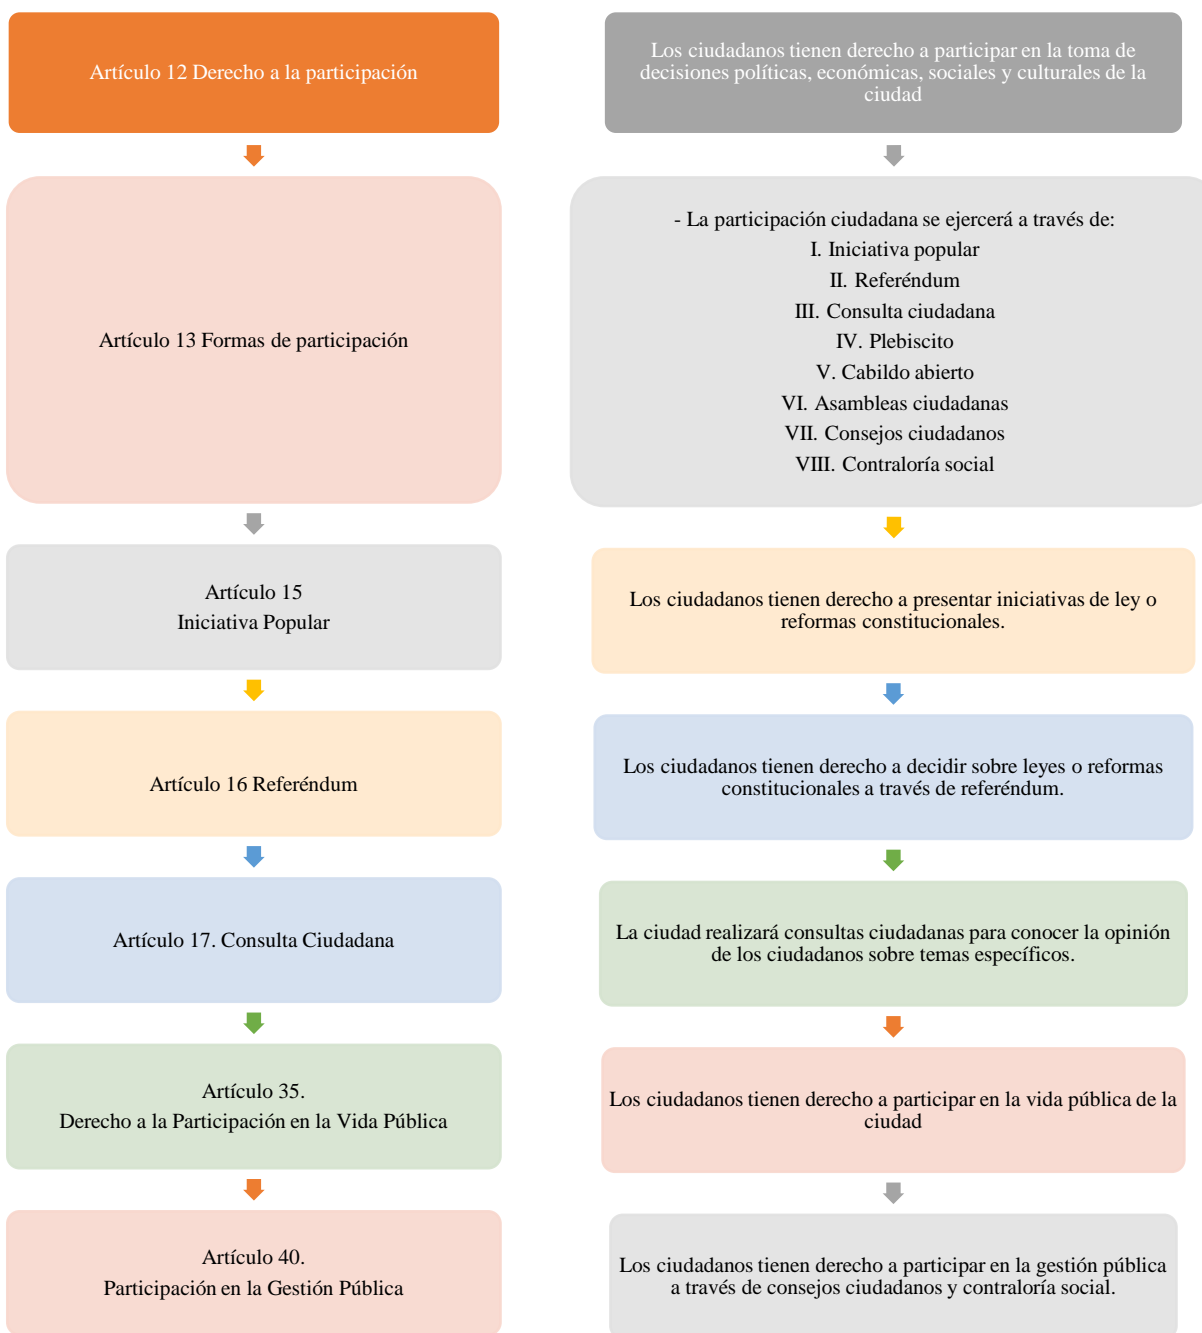 Artículo 12 Derecho a la participación
Los ciudadanos tienen derecho a participar en la toma de
decisiones políticas, económicas, sociales y culturales de la
ciudad
Artículo 13 Formas de participación
- La participación ciudadana se ejercerá a través de:
I. Iniciativa popular
II. Referéndum
III. Consulta ciudadana
IV. Plebiscito
V. Cabildo abierto
VI. Asambleas ciudadanas
VII. Consejos ciudadanos
VIII. Contraloría social
Artículo 15
Iniciativa Popular
Los ciudadanos tienen derecho a presentar iniciativas de ley o
reformas constitucionales.
Artículo 16 Referéndum
Los ciudadanos tienen derecho a decidir sobre leyes o reformas
constitucionales a través de referéndum.
Artículo 17. Consulta Ciudadana
La ciudad realizará consultas ciudadanas para conocer la opinión
de los ciudadanos sobre temas específicos.
Artículo 35.
Derecho a la Participación en la Vida Pública
Los ciudadanos tienen derecho a participar en la vida pública de la
ciudad
Artículo 40.
Participación en la Gestión Pública
Los ciudadanos tienen derecho a participar en la gestión pública
a través de consejos ciudadanos y contraloría social.